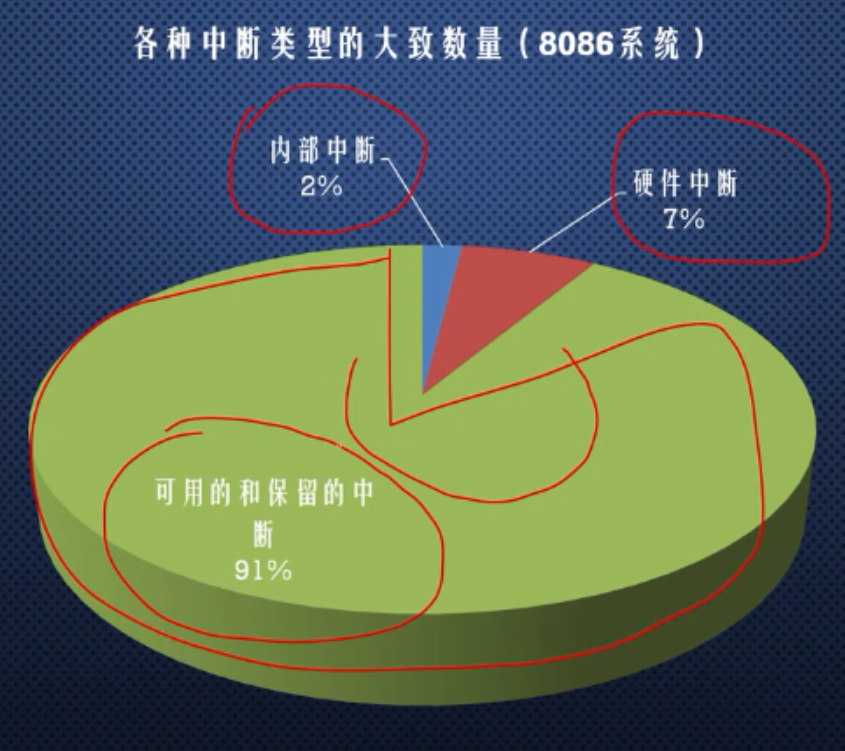 各种中断类型的大致数量（8086系统）
内部中断
2%
硬件中断
7%
可用的和保留的中
断
91%